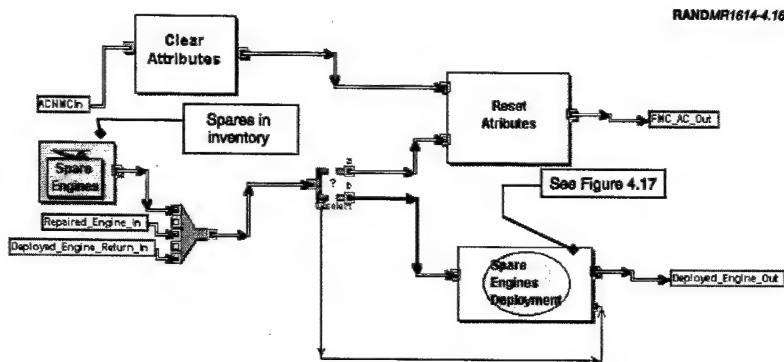 RANDMR1614-4.16
Clear
Attributes
ACNMCIn
Spares in
inventory
Reset
Atributes
FMC_AC_Out
Spare
Engines
?
a
b
select
See Figure 4.17
Repaired_Engine_In
Deployed_Engine_Return_In
Spare
Engines
Deployment
Deployed_Engine_Out